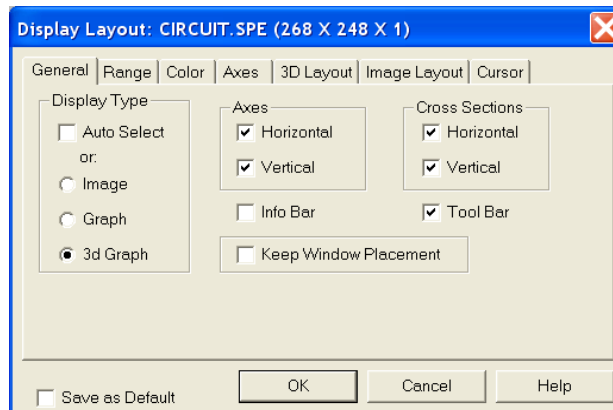 Display Layout: CIRCUIT.SPE (268 X 248 X 1)
General Range Color Axes 3D Layout Image Layout Cursor
Display Type
Auto Select
or:
Image
Graph
3d Graph
Axes
Horizontal
Vertical
Cross Sections
Horizontal
Vertical
Info Bar
Tool Bar
Keep Window Placement
Save as Default
OK
Cancel
Help